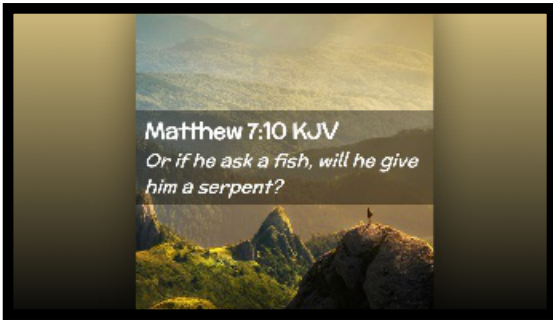 Matthew 7:10 KJV
Or if he ask a fish, will he give
him a serpent?